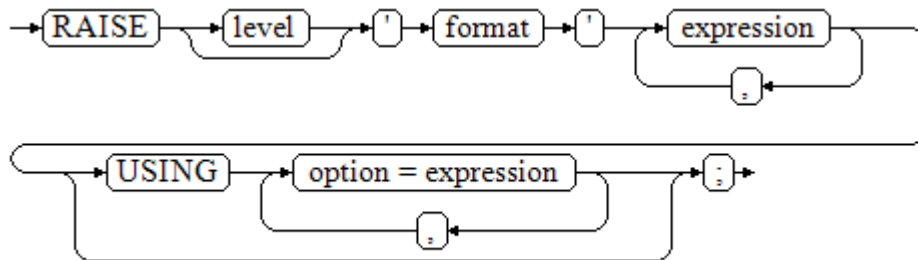 RAISE level ' format ' expression
,
USING option = expression ;
,